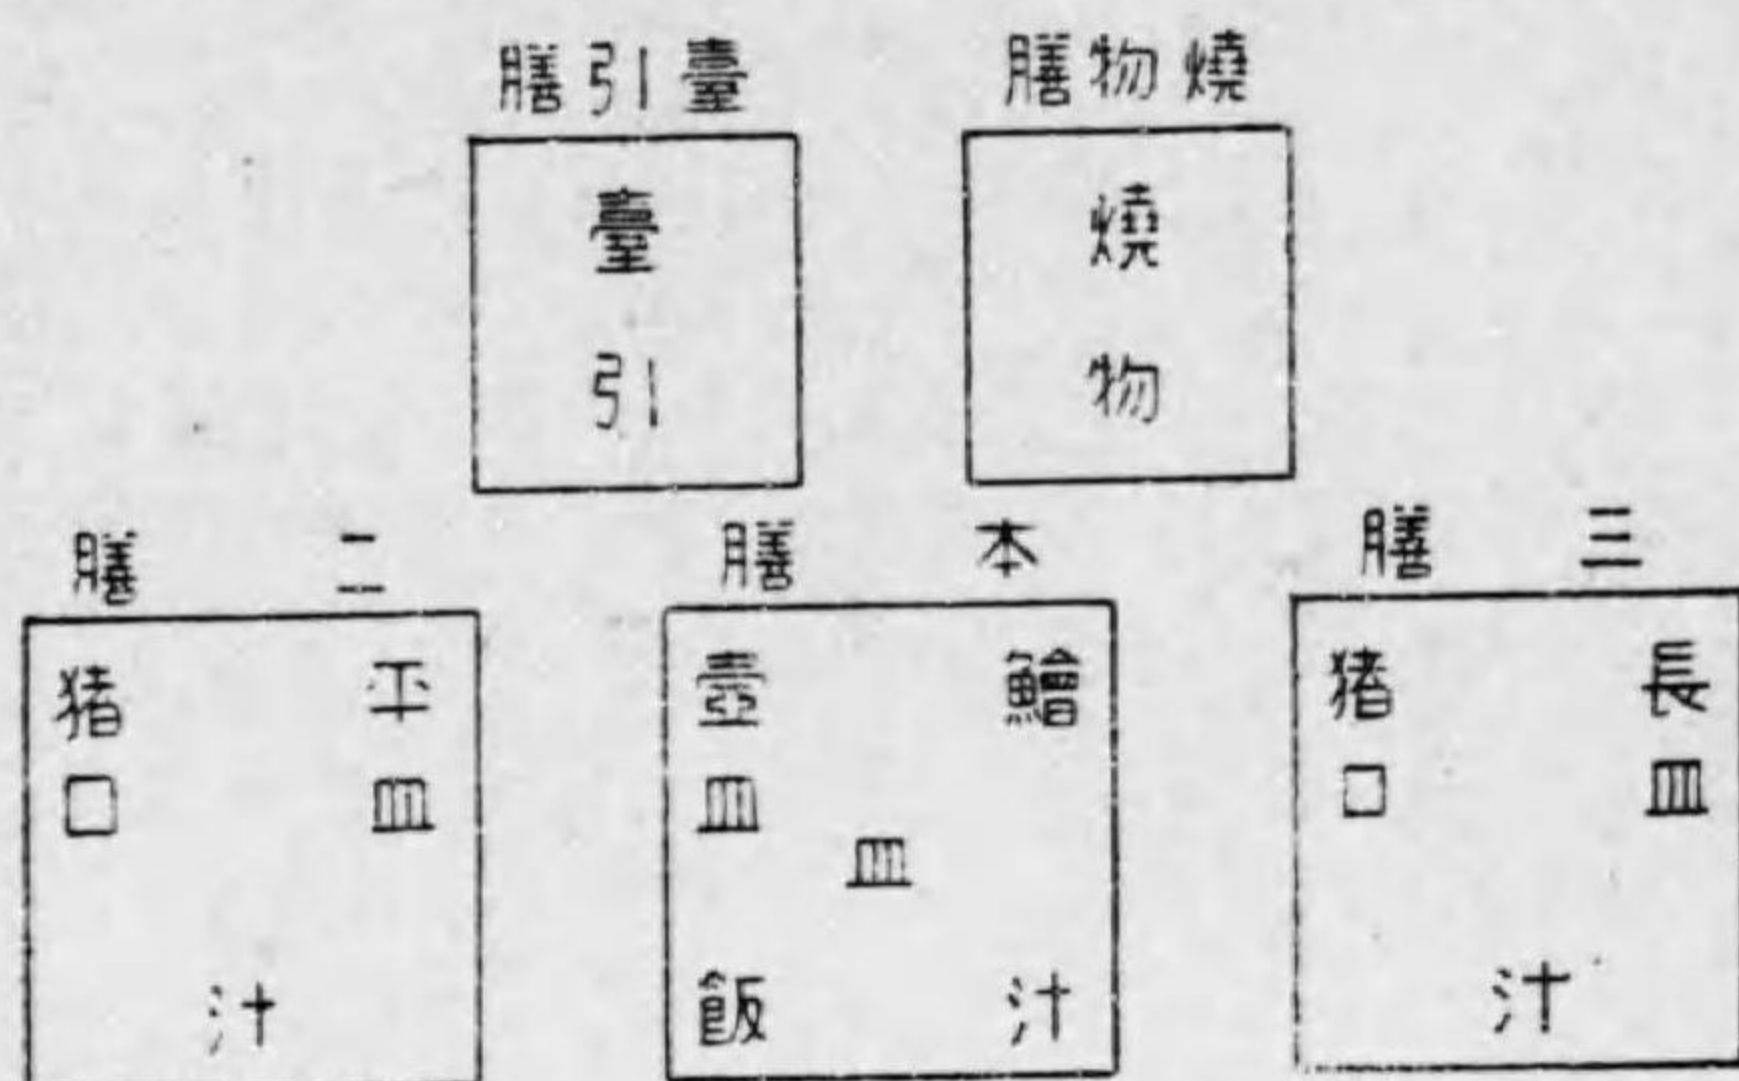 燒物膳
燒物
臺引膳
臺引
三膳
長皿
猪口
汁
本膳
鱠
壺皿
皿
汁
飯
二膳
平皿
猪口
汁